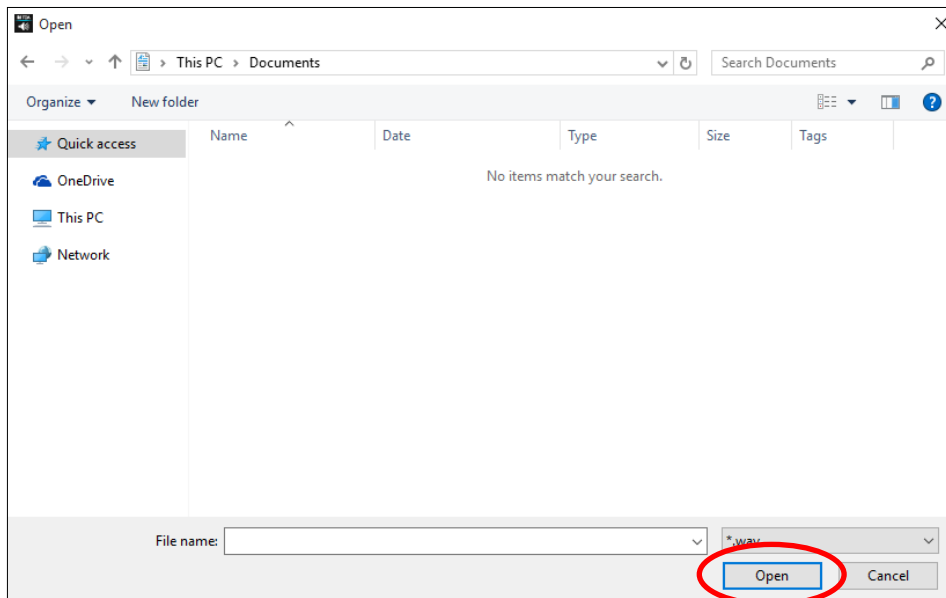 Open
This PC > Documents
Search Documents
Organize
New folder
Quick access
OneDrive
This PC
Network
Name
Date
Type
Size
Tags
No items match your search.
File name:
*.wav
Open
Cancel